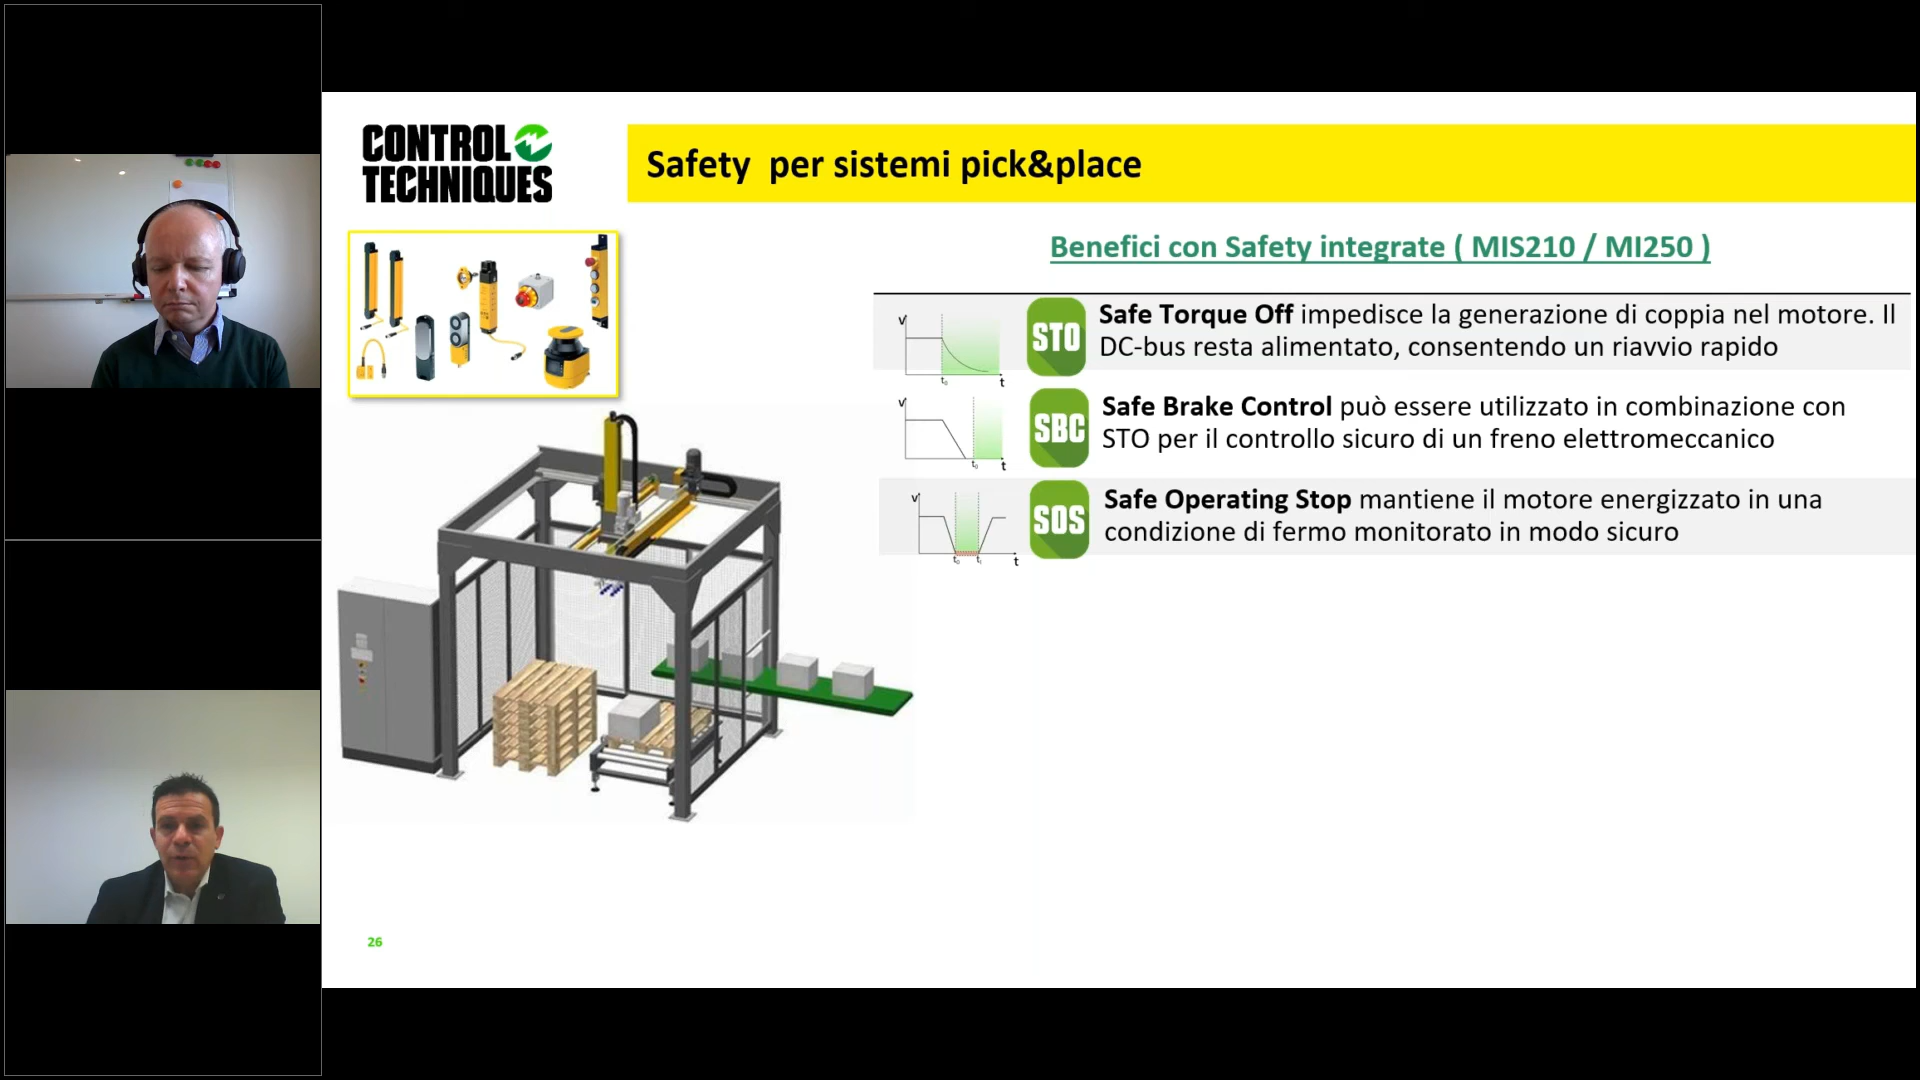 CONTROL
TECHNIQUES
Safety  per sistemi pick&place
Benefici con Safety integrate ( MIS210 / MI250 )
v
t₀
t
STO
Safe Torque Off impedisce la generazione di coppia nel motore. Il
DC-bus resta alimentato, consentendo un riavvio rapido
v
t₀
t
SBC
Safe Brake Control può essere utilizzato in combinazione con
STO per il controllo sicuro di un freno elettromeccanico
v
t₀
t
SOS
Safe Operating Stop mantiene il motore energizzato in una
condizione di fermo monitorato in modo sicuro
26